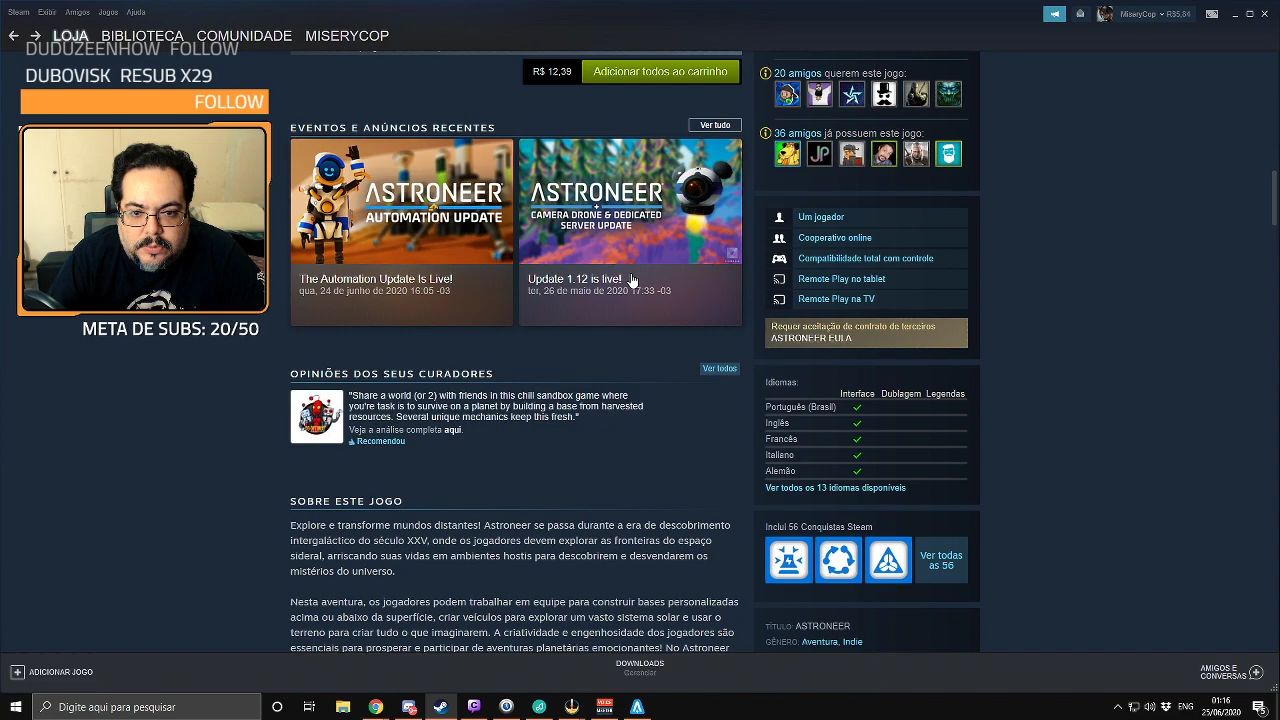 Steam Exibir Amigos Jogos Ajuda
MiseryCop R$5,84
LOJA BIBLIOTECA COMUNIDADE MISERYCOP
DUDUZEENHOW FOLLOW
DUBOVISK RESUB X29
FOLLOW
META DE SUBS: 20/50
R$ 12,39
Adicionar todos ao carrinho
EVENTOS E ANÚNCIOS RECENTES
Ver tudo
ASTRONEER
AUTOMATION UPDATE
The Automation Update Is Live!
qua, 24 de junho de 2020 16:05 -03
ASTRONEER
+
CAMERA DRONE & DEDICATED
SERVER UPDATE
Update 1.12 is live!
ter, 26 de maio de 2020 17:33 -03
OPINIÕES DOS SEUS CURADORES
Ver todos
"Share a world (or 2) with friends in this chill sandbox game where
you're task is to survive on a planet by building a base from harvested
resources. Several unique mechanics keep this fresh."
Veja a análise completa aqui.
Recomendou
SOBRE ESTE JOGO
Explore e transforme mundos distantes! Astroneer se passa durante a era de descobrimento
intergaláctico do século XXV, onde os jogadores devem explorar as fronteiras do espaço
sideral, arriscando suas vidas em ambientes hostis para descobrirem e desvendarem os
mistérios do universo.
Nesta aventura, os jogadores podem trabalhar em equipe para construir bases personalizadas
acima ou abaixo da superfície, criar veículos para explorar um vasto sistema solar e usar o
terreno para criar tudo o que imaginarem. A criatividade e engenhosidade dos jogadores são
essenciais para prosperar e participar de aventuras planetárias emocionantes! No Astroneer
20 amigos querem este jogo:
36 amigos já possuem este jogo:
JP
Um jogador
Cooperativo online
Compatibilidade total com controle
Remote Play no tablet
Remote Play na TV
Requer aceitação de contrato de terceiros
ASTRONEER EULA
Idiomas:
Interface Dublagem Legendas
Português (Brasil)
Inglês
Francês
Italiano
Alemão
Ver todos os 13 idiomas disponíveis
Inclui 56 Conquistas Steam
Ver todas
as 56
TÍTULO: ASTRONEER
GÊNERO: Aventura, Indie
ADICIONAR JOGO
DOWNLOADS
Gerenciar
AMIGOS E
CONVERSAS
Digite aqui para pesquisar
ENG
01:16
25/06/2020